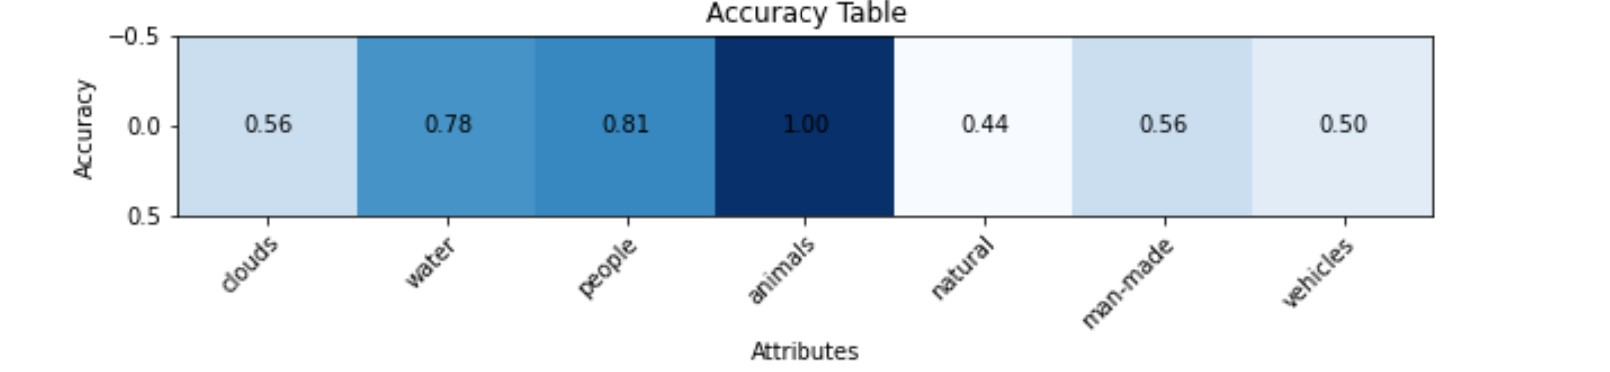 Accuracy Table
−0.5
0.0
0.5
Accuracy
0.56 0.78 0.81 1.00 0.44 0.56 0.50
clouds water people animals natural man-made vehicles
Attributes